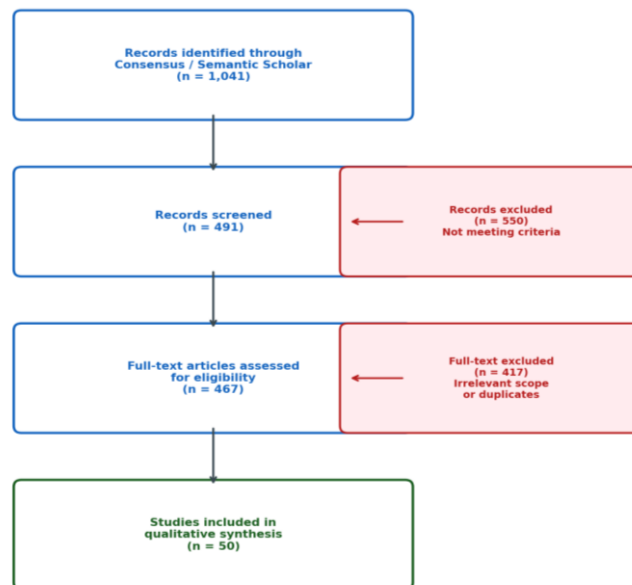 Records identified through
Consensus / Semantic Scholar
(n = 1,041)
Records screened
(n = 491)
Records excluded
(n = 550)
Not meeting criteria
Full-text articles assessed
for eligibility
(n = 467)
Full-text excluded
(n = 417)
Irrelevant scope
or duplicates
Studies included in
qualitative synthesis
(n = 50)